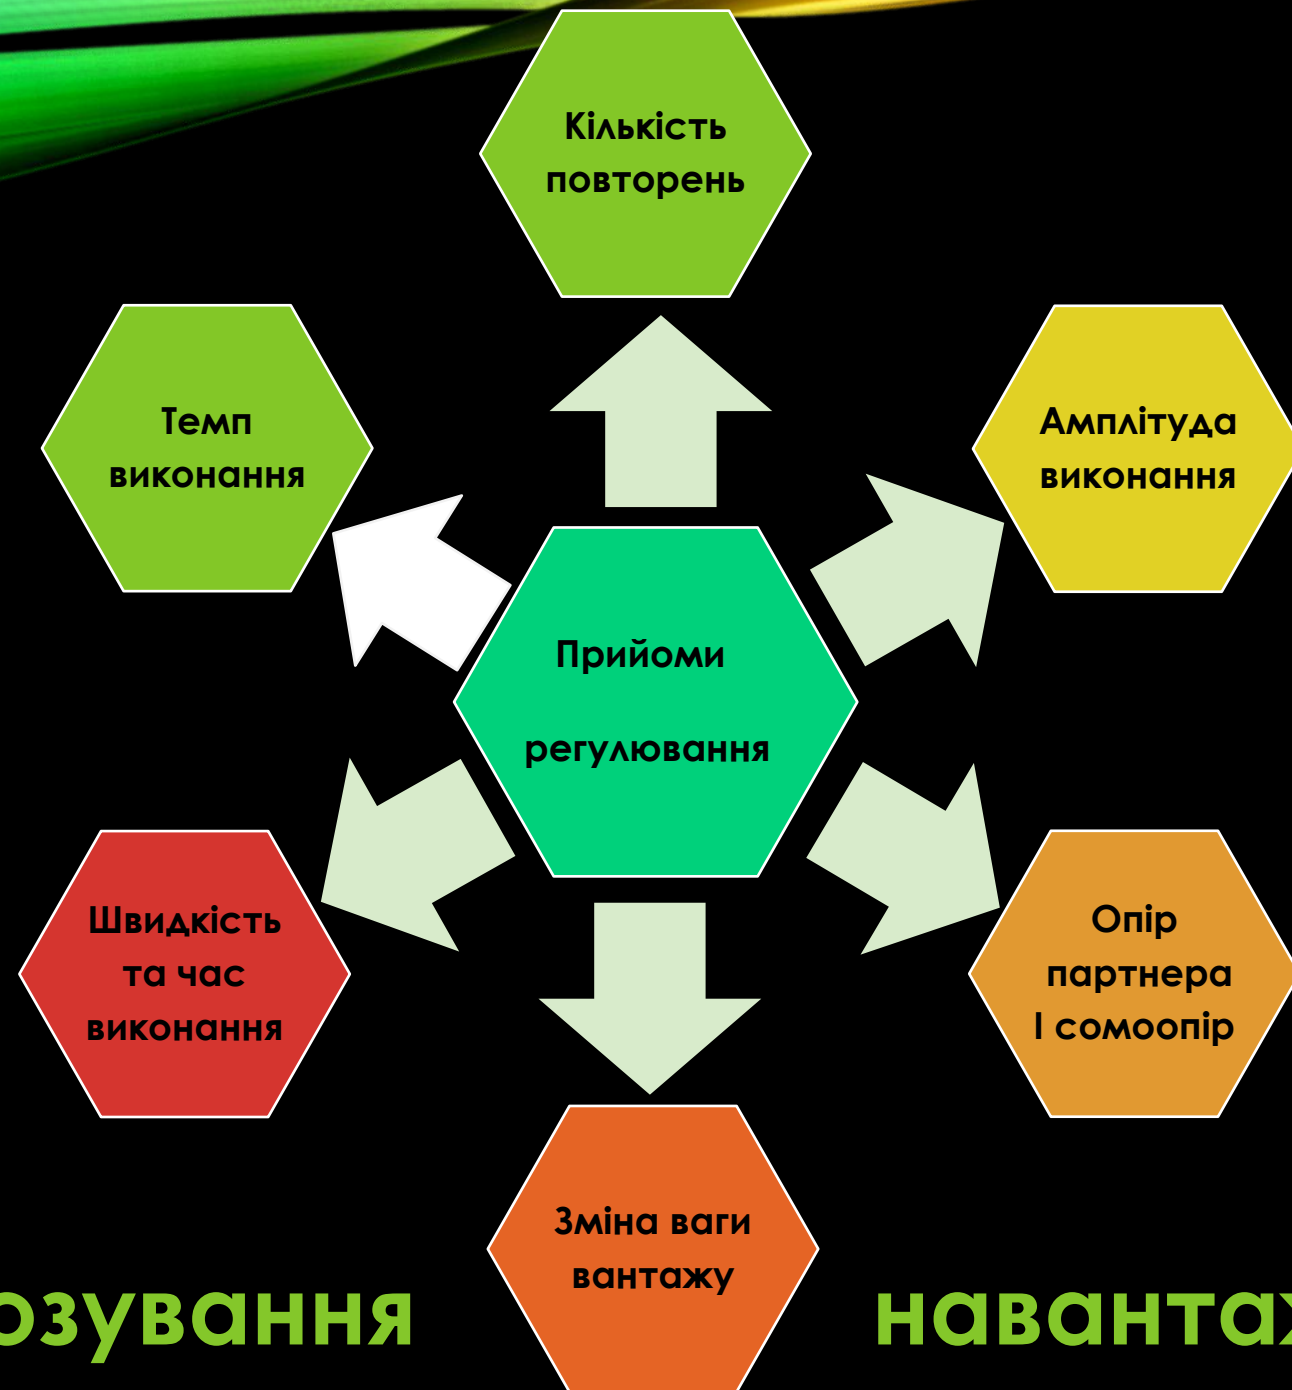 Кількість
повторень
Темп
виконання
Амплітуда
виконання
Прийоми
регулювання
Швидкість
та час
виконання
Опір
партнера
І сомоопір
Зміна ваги
вантажу
озування
навантаж